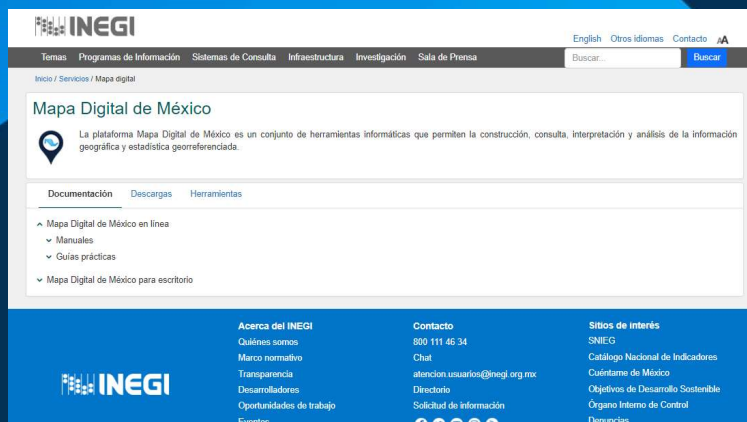 INEGI
English Otros idiomas Contacto AA
Temas Programas de Información Sistemas de Consulta Infraestructura Investigación Sala de Prensa Buscar... Buscar
Inicio / Servicios / Mapa digital
Mapa Digital de México
La plataforma Mapa Digital de México es un conjunto de herramientas informáticas que permiten la construcción, consulta, interpretación y análisis de la información
geográfica y estadística georreferenciada.
Documentación Descargas Herramientas
Mapa Digital de México en línea
Manuales
Guías prácticas
Mapa Digital de México para escritorio
INEGI
Acerca del INEGI
Quiénes somos
Marco normativo
Transparencia
Desarrolladores
Oportunidades de trabajo
Eventos
Contacto
800 111 46 34
Chat
atencion.usuarios@inegi.org.mx
Directorio
Solicitud de información
Sitios de interés
SNIEG
Catálogo Nacional de Indicadores
Cuéntame de México
Objetivos de Desarrollo Sostenible
Órgano Interno de Control
Denuncias